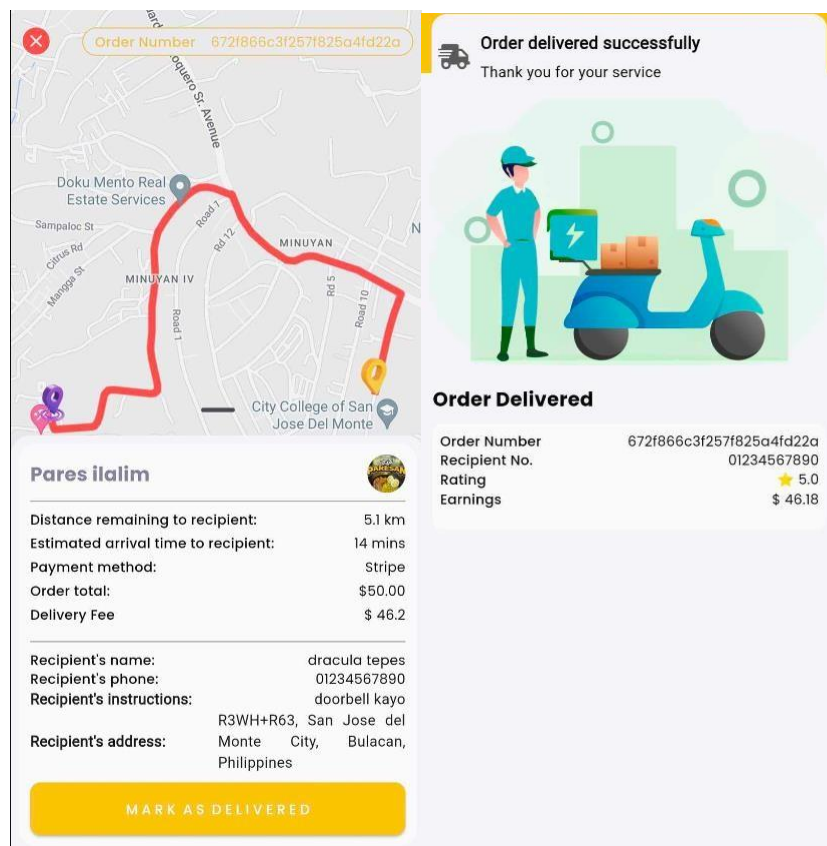 Order Number 672f866c3f257f825a4fd22a
oquero Sr. Avenue
Doku Mento Real
Estate Services
Sampaloc St
Citrus Rd
Mangga St
MINUYAN IV
Road 1
Road 1
Rd 12
MINUYAN
Rd 5
Road 10
City College of San
Jose Del Monte
Pares ilalim
Distance remaining to recipient: 5.1 km
Estimated arrival time to recipient: 14 mins
Payment method: Stripe
Order total: $50.00
Delivery Fee $ 46.2
Recipient's name: dracula tepes
Recipient's phone: 01234567890
Recipient's instructions: doorbell kayo
Recipient's address: R3WH+R63, San Jose del
Monte City, Bulacan,
Philippines
MARK AS DELIVERED
Order delivered successfully
Thank you for your service
Order Delivered
Order Number 672f866c3f257f825a4fd22a
Recipient No. 01234567890
Rating 5.0
Earnings $ 46.18